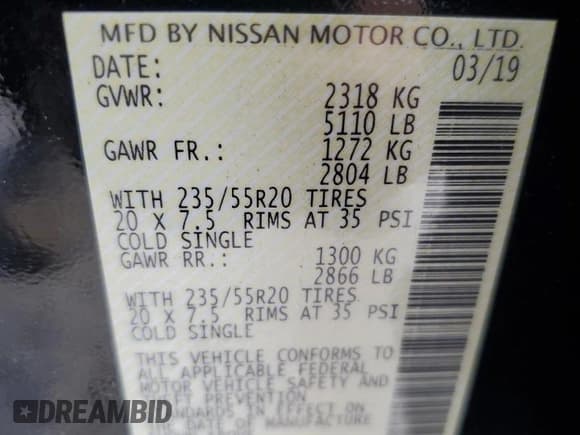 MFD BY NISSAN MOTOR CO., LTD.
DATE: 03/19
GVWR: 2318 KG
5110 LB
GAWR FR.: 1272 KG
2804 LB
WITH 235/55R20 TIRES
20 X 7.5 RIMS AT 35 PSI
COLD SINGLE
GAWR RR.: 1300 KG
2866 LB
WITH 235/55R20 TIRES
20 X 7.5 RIMS AT 35 PSI
COLD SINGLE
THIS VEHICLE CONFORMS TO
ALL APPLICABLE FEDERAL
MOTOR VEHICLE SAFETY AND
PREVENTION
STANDARDS IN EFFECT ON
DREAMBID